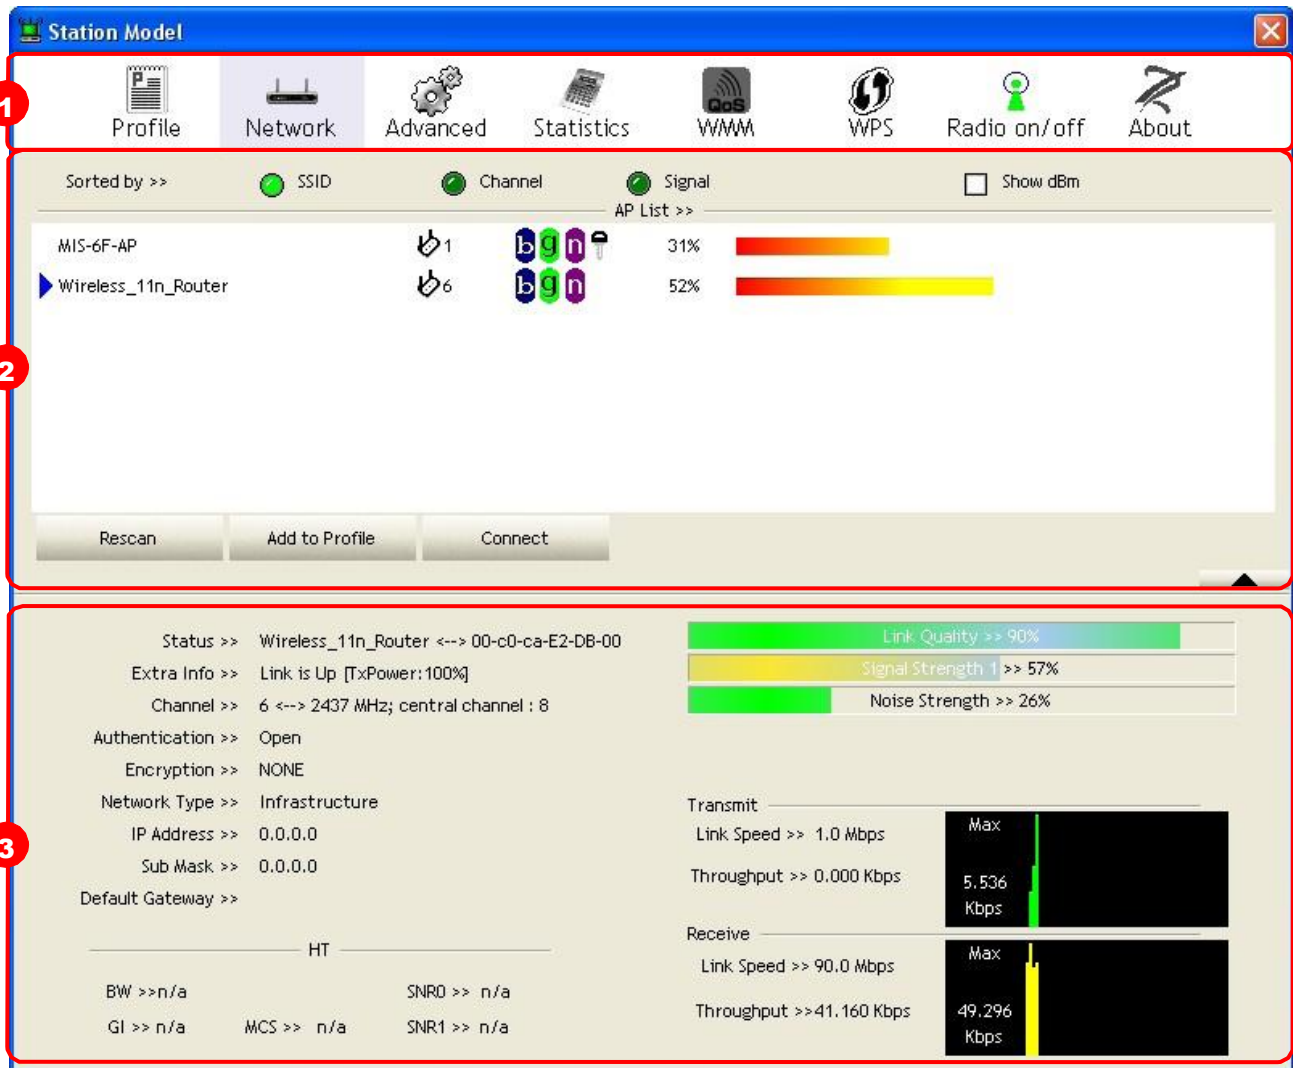 Station Model
1
Profile Network Advanced Statistics WMM WPS Radio on/off About
P
QoS
Sorted by >> SSID Channel Signal Show dBm
AP List >>
MIS-6F-AP 1 b g n 31%
Wireless_11n_Router 6 b g n 52%
2
Rescan Add to Profile Connect
3
Status >> Wireless_11n_Router <--> 00-c0-ca-E2-DB-00
Extra Info >> Link is Up [TxPower:100%]
Channel >> 6 <--> 2437 MHz; central channel : 8
Authentication >> Open
Encryption >> NONE
Network Type >> Infrastructure
IP Address >> 0.0.0.0
Sub Mask >> 0.0.0.0
Default Gateway >>
HT
BW >>n/a SNR0 >> n/a
GI >> n/a MCS >> n/a SNR1 >> n/a
Link Quality >> 90%
Signal Strength 1 >> 57%
Noise Strength >> 26%
Transmit
Link Speed >> 1.0 Mbps
Throughput >> 0.000 Kbps
Max
5.536
Kbps
Receive
Link Speed >> 90.0 Mbps
Throughput >>41.160 Kbps
Max
49.296
Kbps